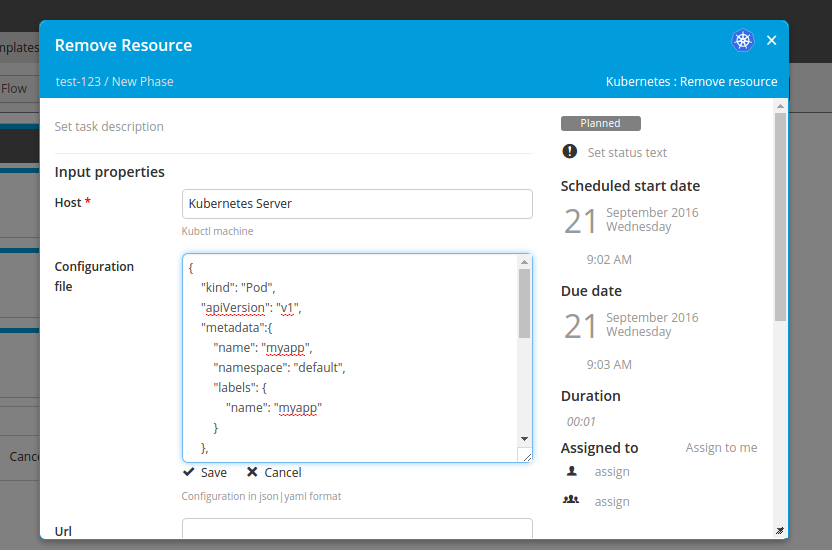 mplates
Flow
Cance
Remove Resource
test-123 / New Phase
Kubernetes : Remove resource
Set task description
Input properties
Host *
Kubernetes Server
Kubctl machine
Configuration
file
{
"kind": "Pod",
"apiVersion": "v1",
"metadata":{
"name": "myapp",
"namespace": "default",
"labels": {
"name": "myapp"
}
},
Save Cancel
Configuration in json|yaml format
Url
Planned
Set status text
Scheduled start date
21 September 2016
Wednesday
9:02 AM
Due date
21 September 2016
Wednesday
9:03 AM
Duration
00:01
Assigned to Assign to me
assign
assign